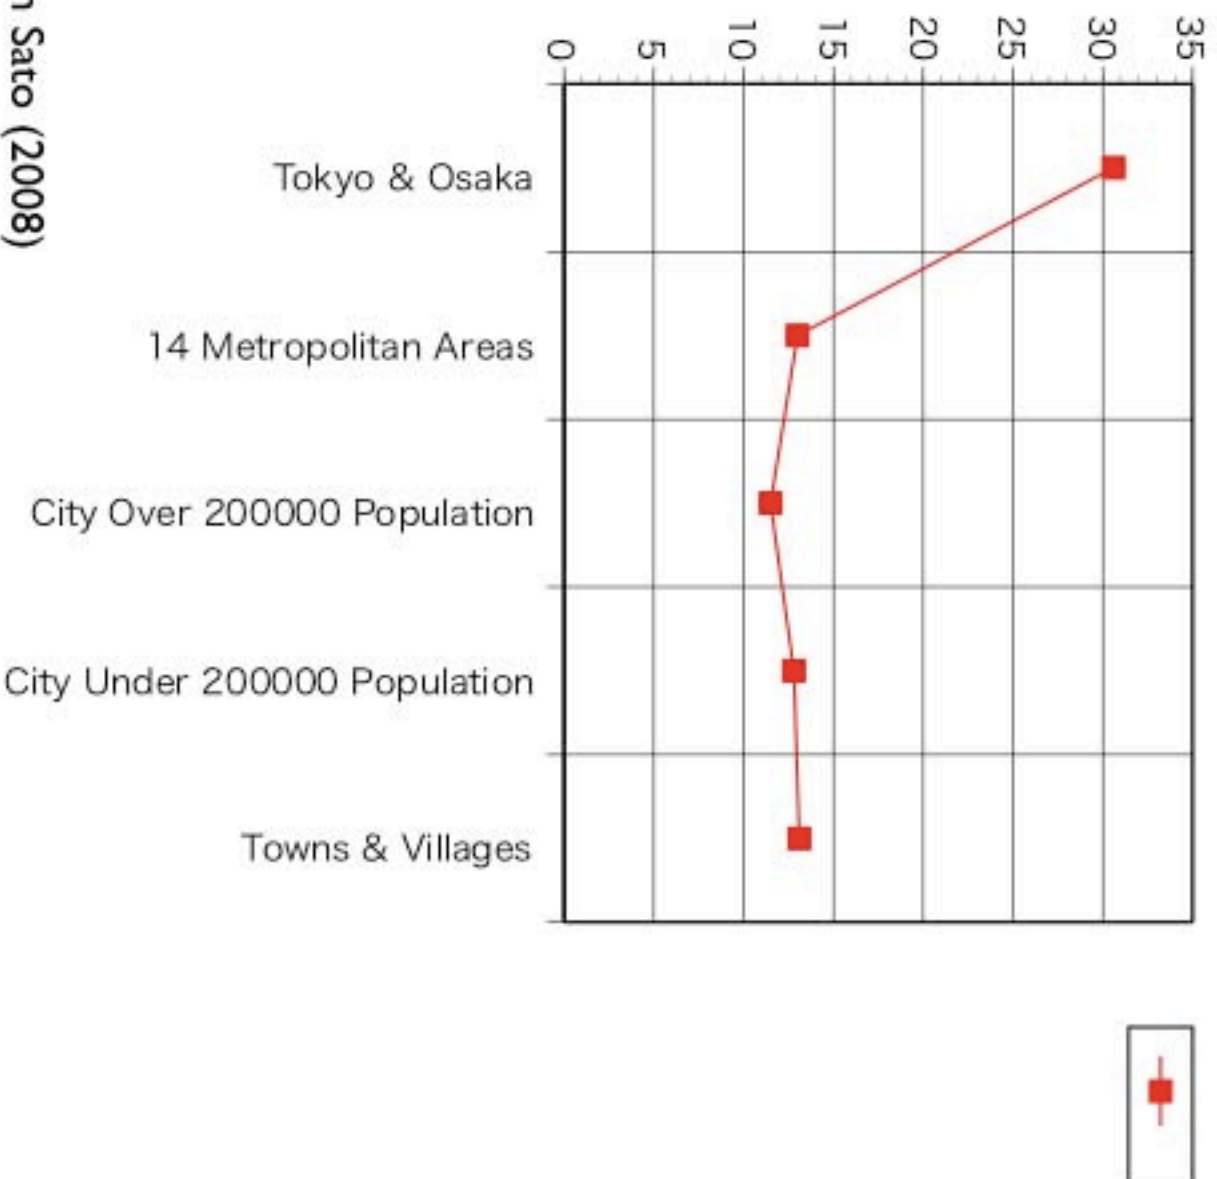 35
30
25
20
15
10
5
0
Tokyo & Osaka
14 Metropolitan Areas
City Over 200000 Population
City Under 200000 Population
Towns & Villages
Sato (2008)